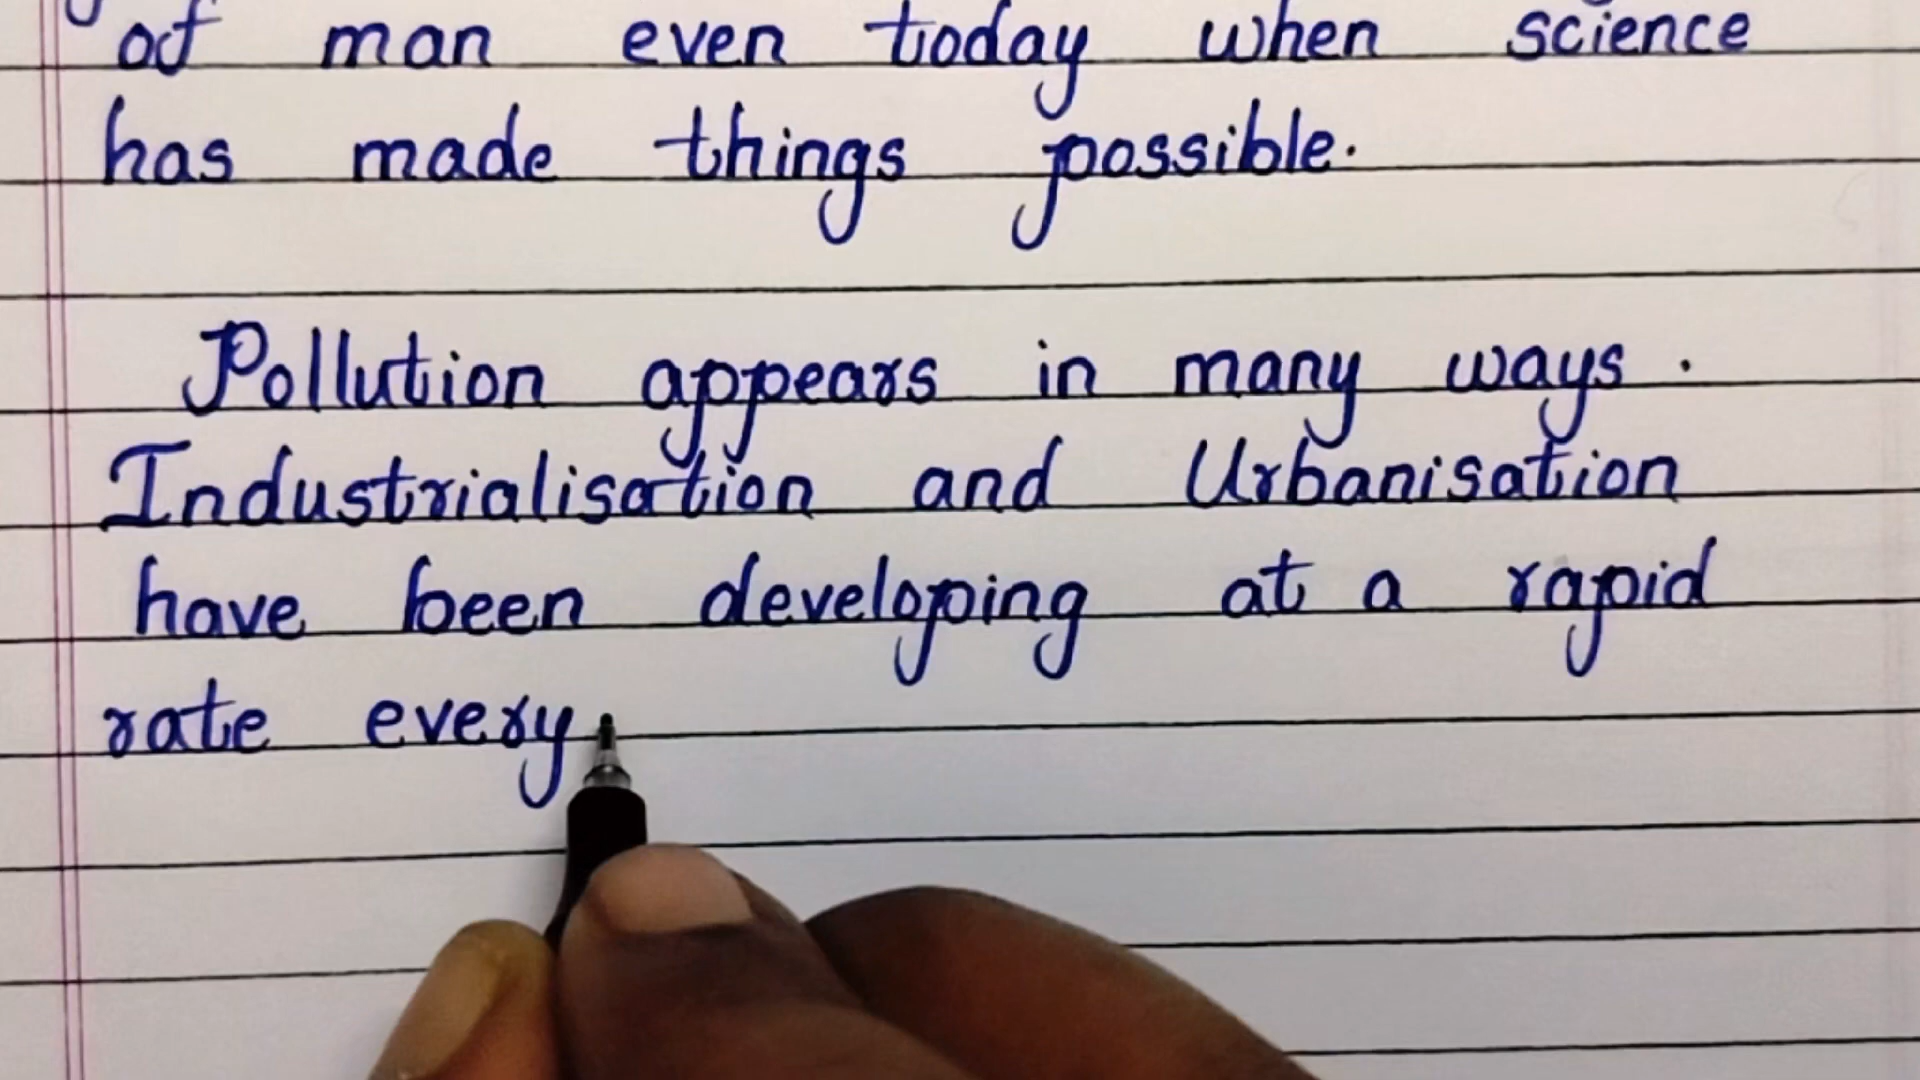 of man even today when science
has made things possible.
Pollution appears in many ways.
Industrialisation and Urbanisation
have been developing at a rapid
rate every